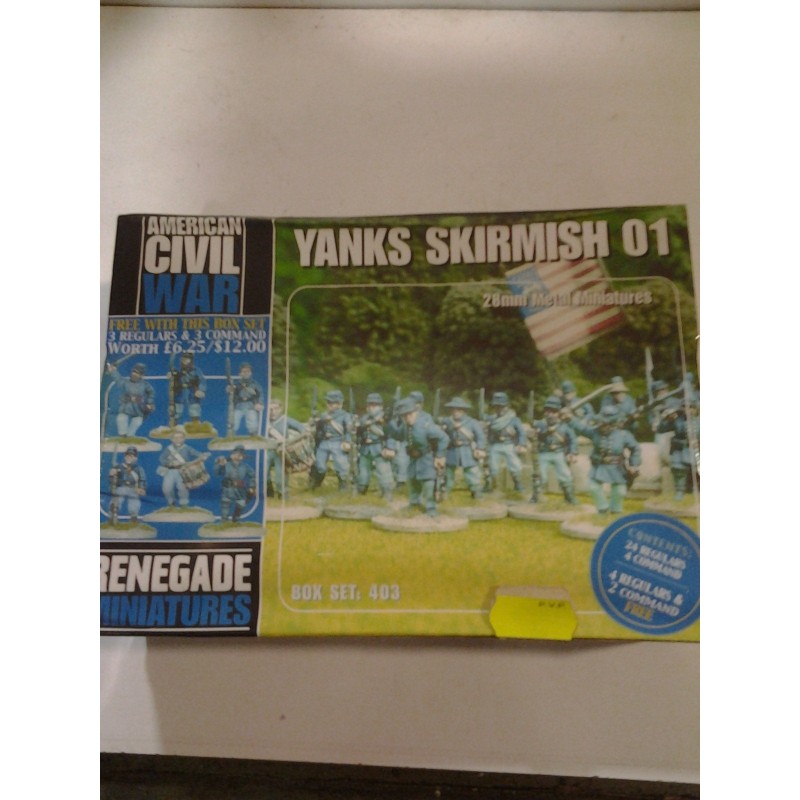 AMERICAN
CIVIL
WAR
FREE WITH THIS BOX SET
3 REGULARS & 3 COMMAND
WORTH £6.25/$12.00
RENEGADE
MINIATURES
YANKS SKIRMISH 01
28mm Metal Miniatures
BOX SET: 403
CONTENTS:
24 REGULARS
4 COMMAND
4 REGULARS &
2 COMMAND
FREE
PVP